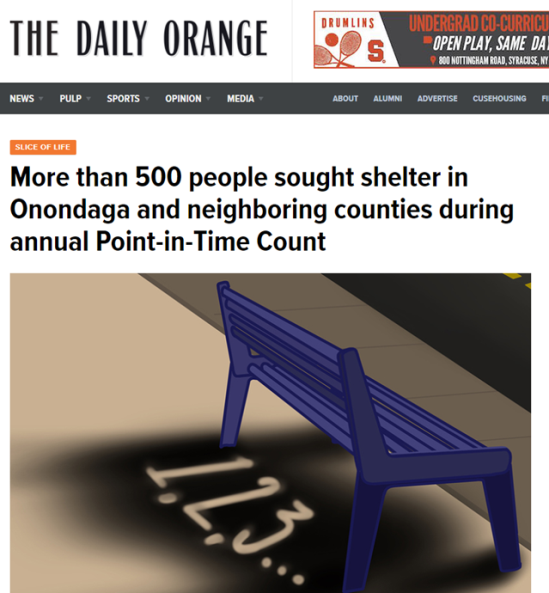 THE DAILY ORANGE
DRUMLINS
S
UNDERGRAD CO-CURRICU
OPEN PLAY, SAME DAY
800 NOTTINGHAM ROAD, SYRACUSE, NY
NEWS PULP SPORTS OPINION MEDIA ABOUT ALUMNI ADVERTISE CUSEHOUSING FI
SLICE OF LIFE
More than 500 people sought shelter in
Onondaga and neighboring counties during
annual Point-in-Time Count
1,2,3...